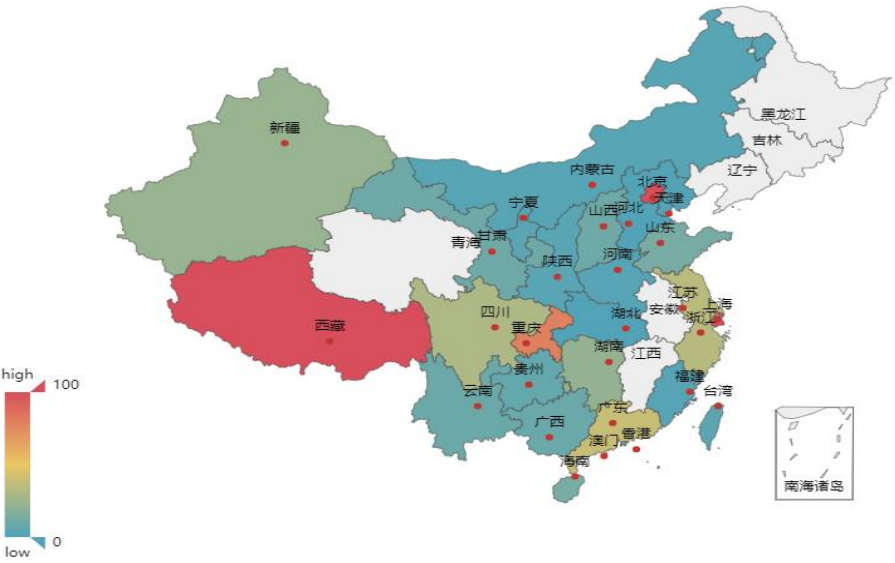 黑龙江
新疆
吉林
内蒙古
辽宁
北京
天津
宁夏
山西
河北
山东
青海
甘肃
陕西
河南
江苏
上海
安徽
浙江
四川
重庆
湖北
西藏
湖南
江西
贵州
福建
云南
台湾
广西
广东
澳门
香港
海南
南海诸岛
high
100
0
low